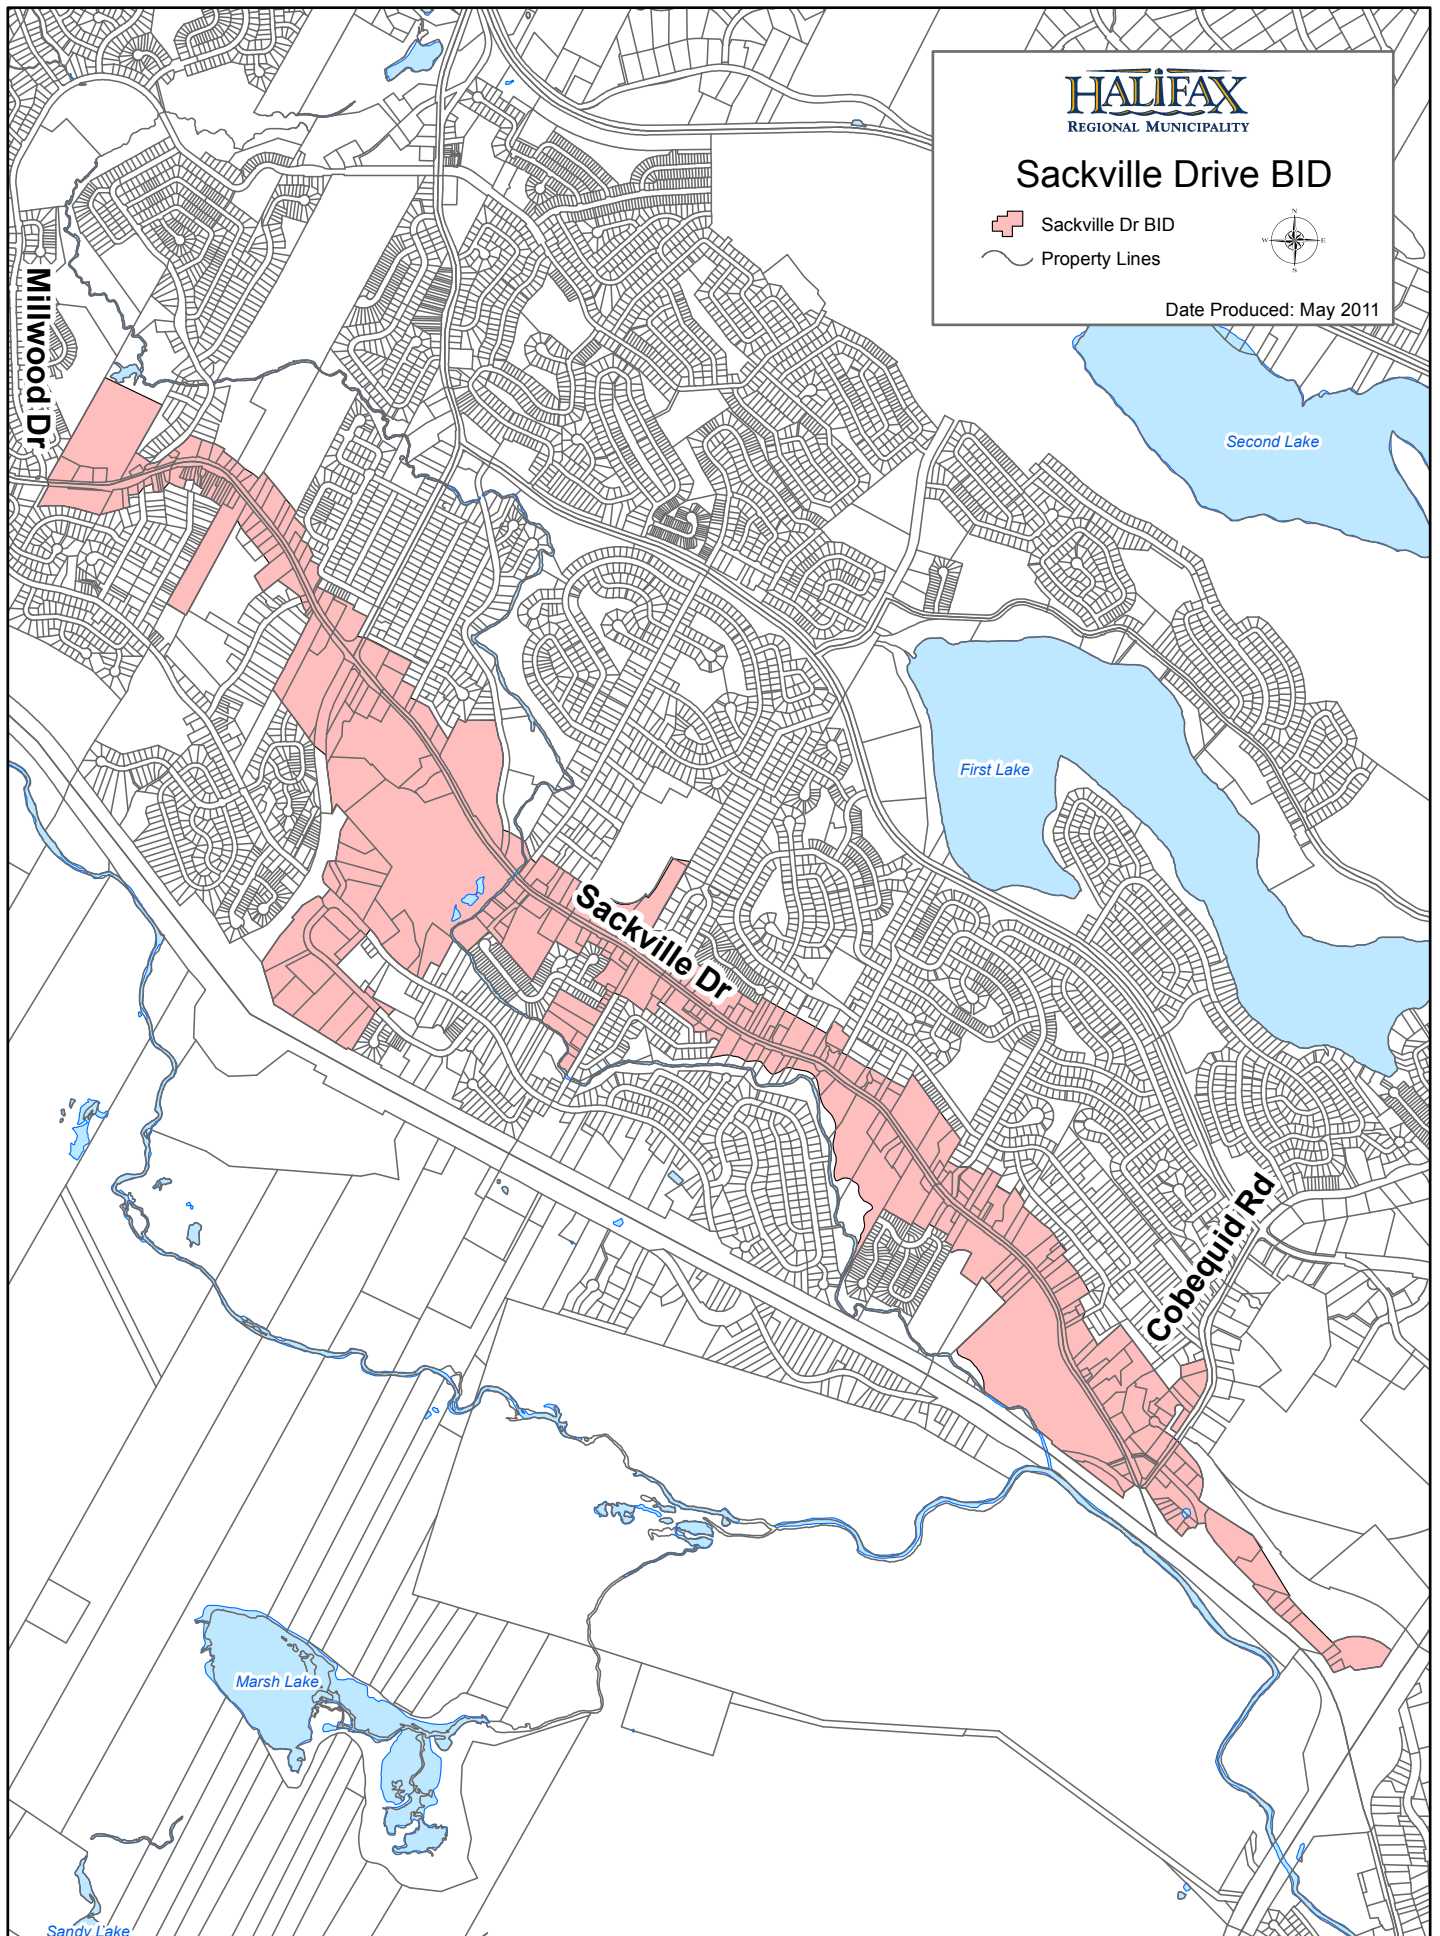 HALIFAX
REGIONAL MUNICIPALITY
Sackville Drive BID
Sackville Dr BID
Property Lines
N
W
E
S
Date Produced: May 2011
Millwood Dr
Second Lake
First Lake
Sackville Dr
Cobequid Rd
Marsh Lake
Sandy Lake